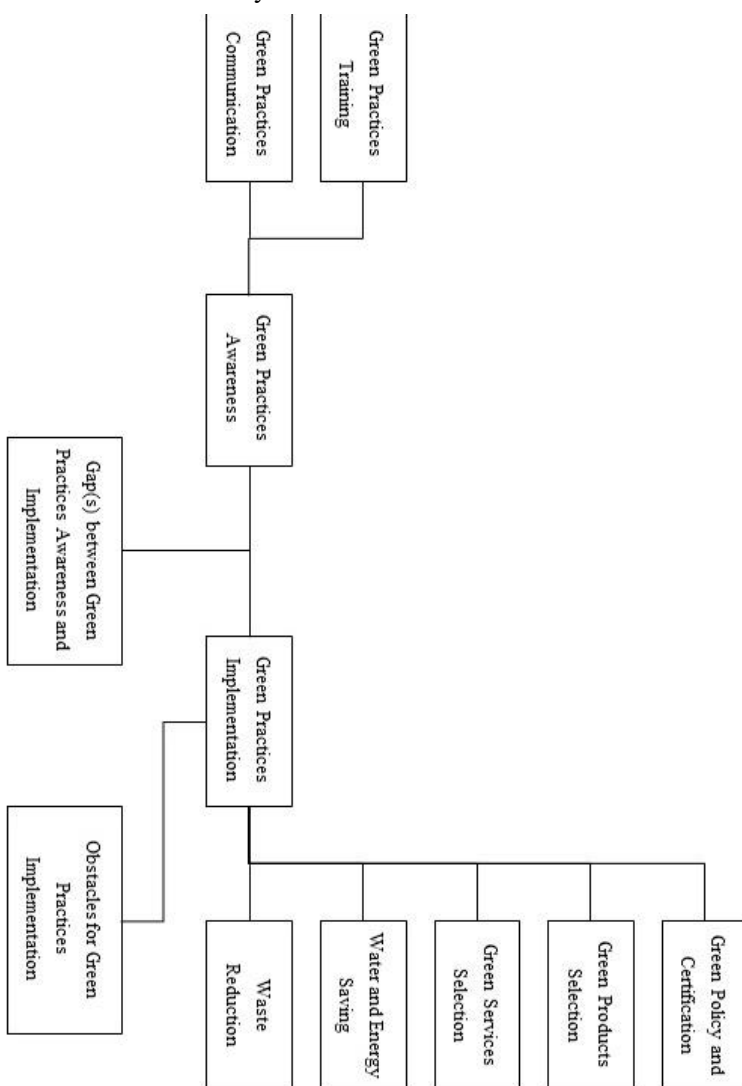 Green Practices
Communication
Green Practices
Training
Green Practices
Awareness
Gap(s) between Green
Practices Awareness and
Implementation
Green Practices
Implementation
Obstacles for Green
Practices
Implementation
Waste
Reduction
Water and Energy
Saving
Green Services
Selection
Green Products
Selection
Green Policy and
Certification